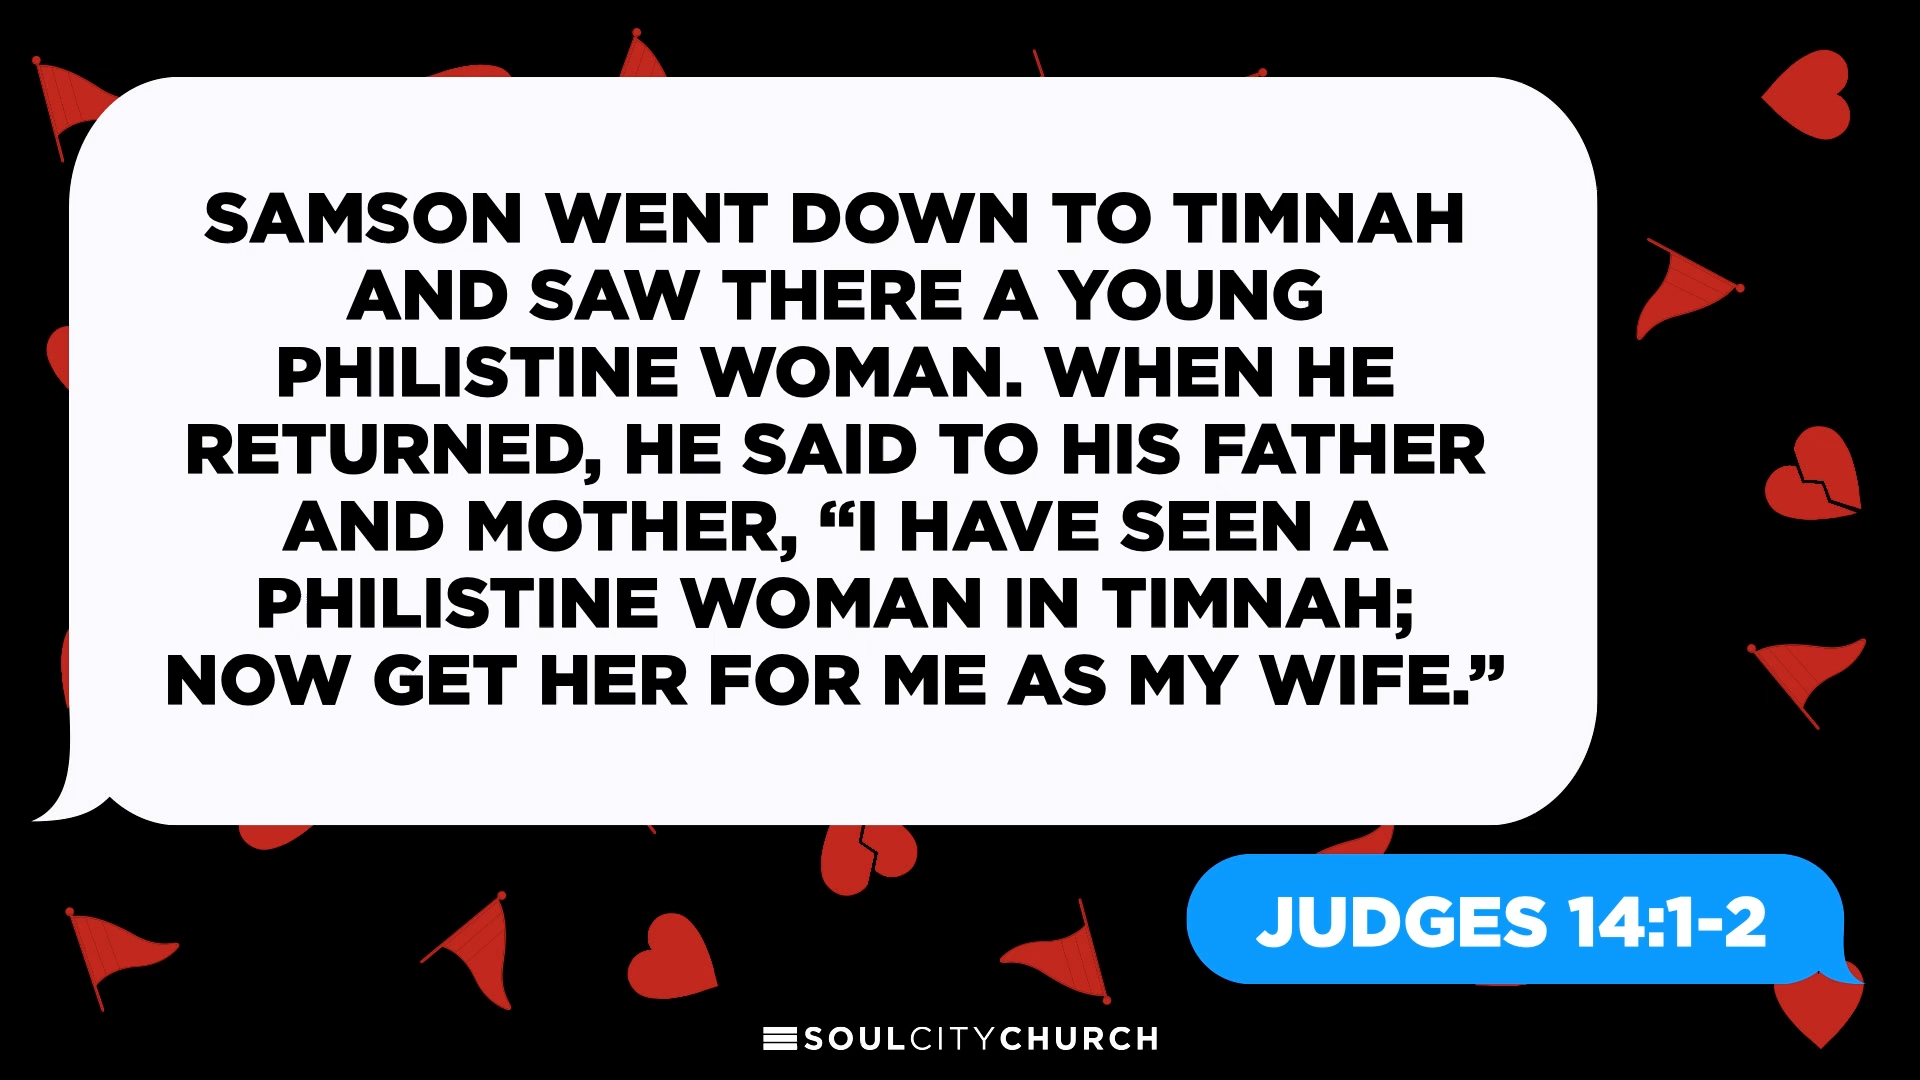 SAMSON WENT DOWN TO TIMNAH
AND SAW THERE A YOUNG
PHILISTINE WOMAN. WHEN HE
RETURNED, HE SAID TO HIS FATHER
AND MOTHER, “I HAVE SEEN A
PHILISTINE WOMAN IN TIMNAH;
NOW GET HER FOR ME AS MY WIFE.”
JUDGES 14:1-2
SOULCITYCHURCH